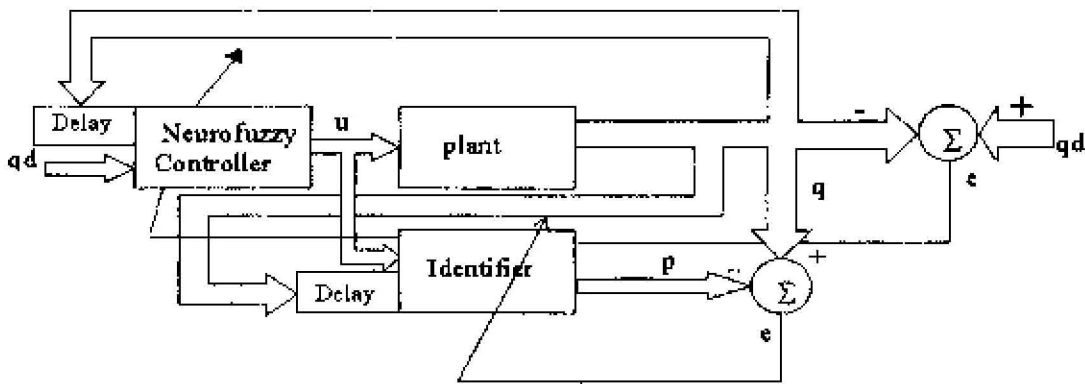 Delay
Neurofuzzy
Controller
qd
u
plant
-
Σ
+
qd
e
q
Identifier
Delay
p
-
+
Σ
e